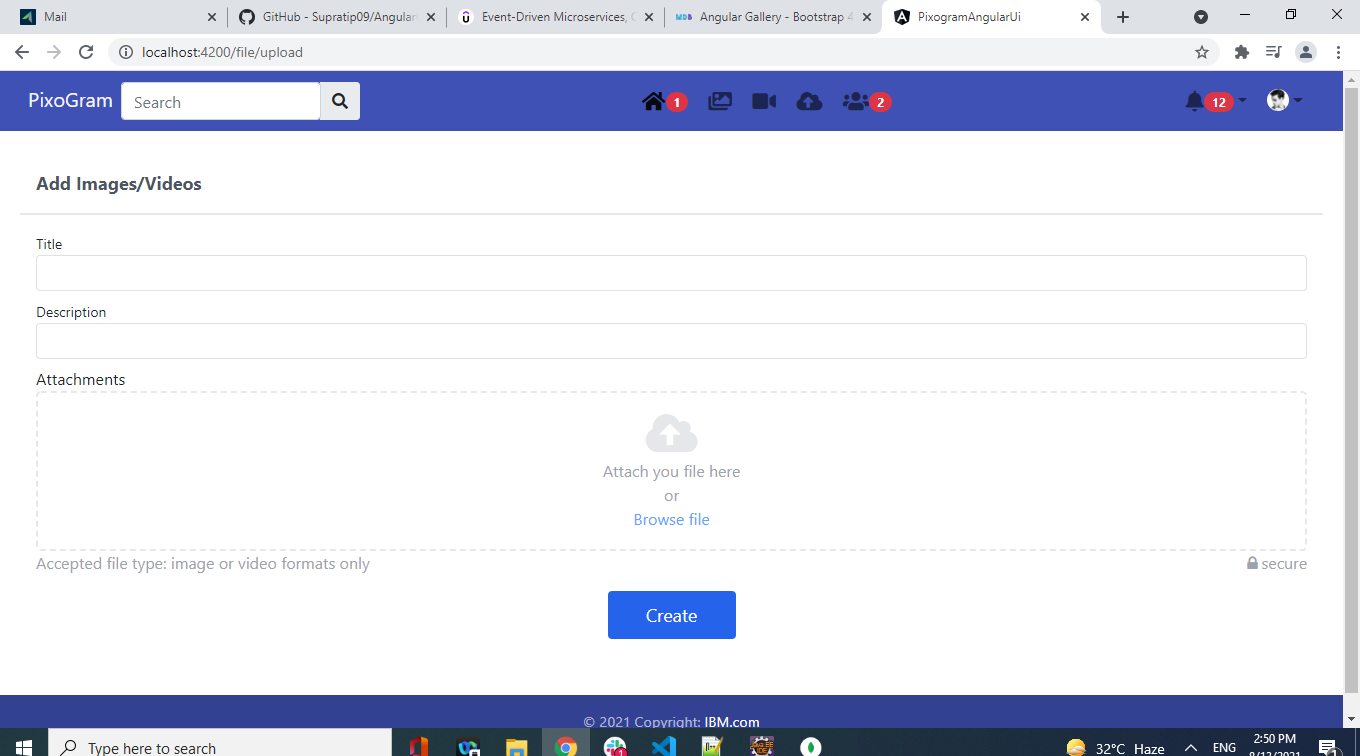 Mail
GitHub - Supratip09/Angular
Event-Driven Microservices, C
Angular Gallery - Bootstrap 4
PixogramAngularUi
localhost:4200/file/upload
PixoGram
Search
1
2
12
Add Images/Videos
Title
Description
Attachments
Attach you file here
or
Browse file
Accepted file type: image or video formats only
secure
Create
© 2021 Copyright: IBM.com
Type here to search
32°C Haze
ENG
2:50 PM